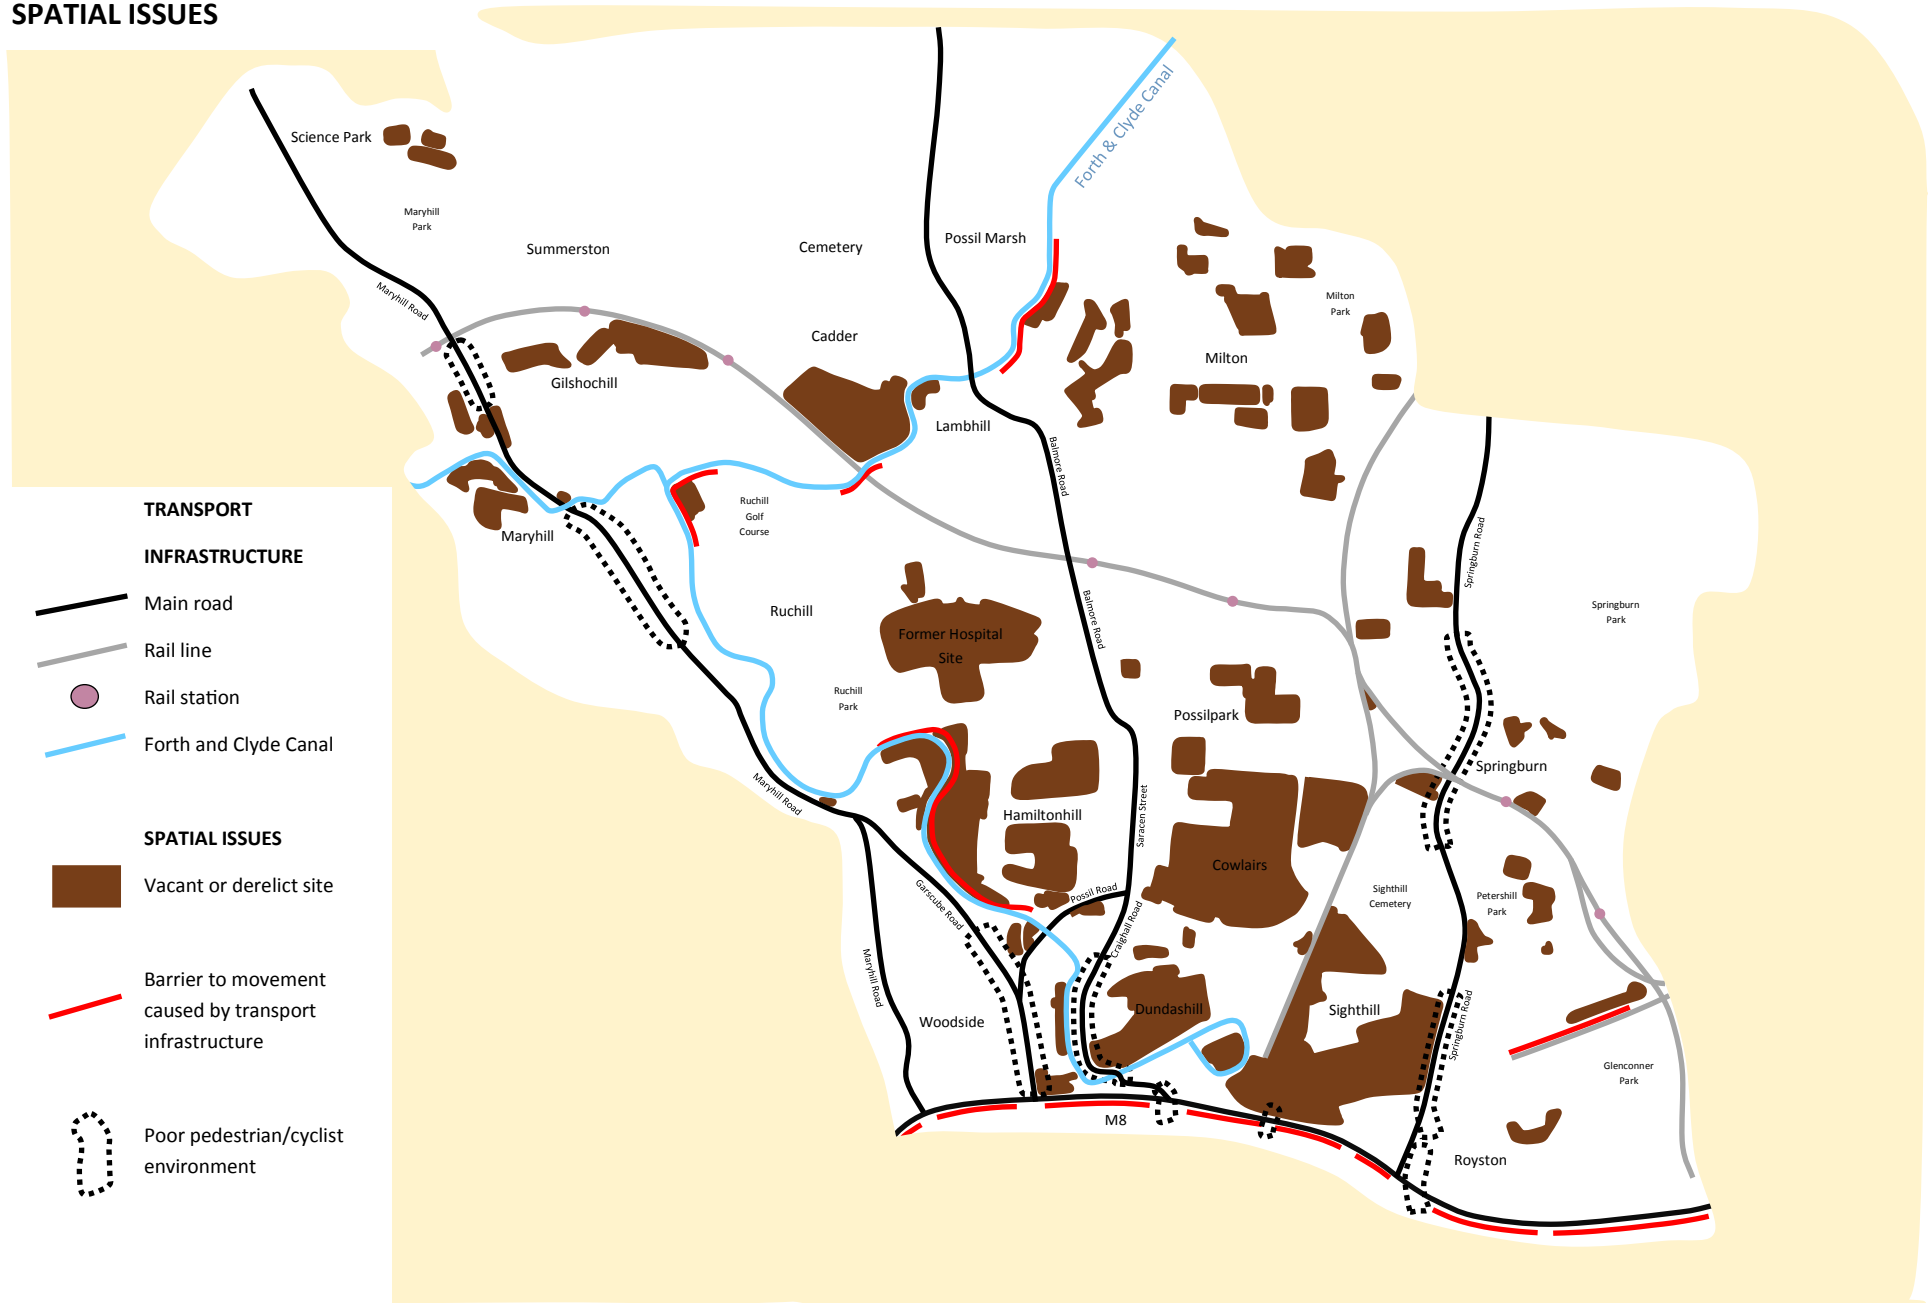 SPATIAL ISSUES
Science Park
Maryhill
Park
Summerston
Cemetery
Possil Marsh
Forth & Clyde Canal
Maryhill Road
Cadder
Gilshochill
Lambhill
Milton
Park
Milton
Balmore Road
Maryhill
Ruchill
Golf
Course
Ruchill
Former Hospital
Site
Balmore Road
Springburn Road
Springburn
Park
Ruchill
Park
Possilpark
Springburn
Maryhill Road
Hamiltonhill
Saracen Street
Cowlairs
Possil Road
Garscube Road
Craighall Road
Sighthill
Cemetery
Petershill
Park
Maryhill Road
Woodside
Dundashill
Sighthill
Springburn Road
Glenconner
Park
M8
Royston
TRANSPORT
INFRASTRUCTURE
Main road
Rail line
Rail station
Forth and Clyde Canal
SPATIAL ISSUES
Vacant or derelict site
Barrier to movement
caused by transport
infrastructure
Poor pedestrian/cyclist
environment